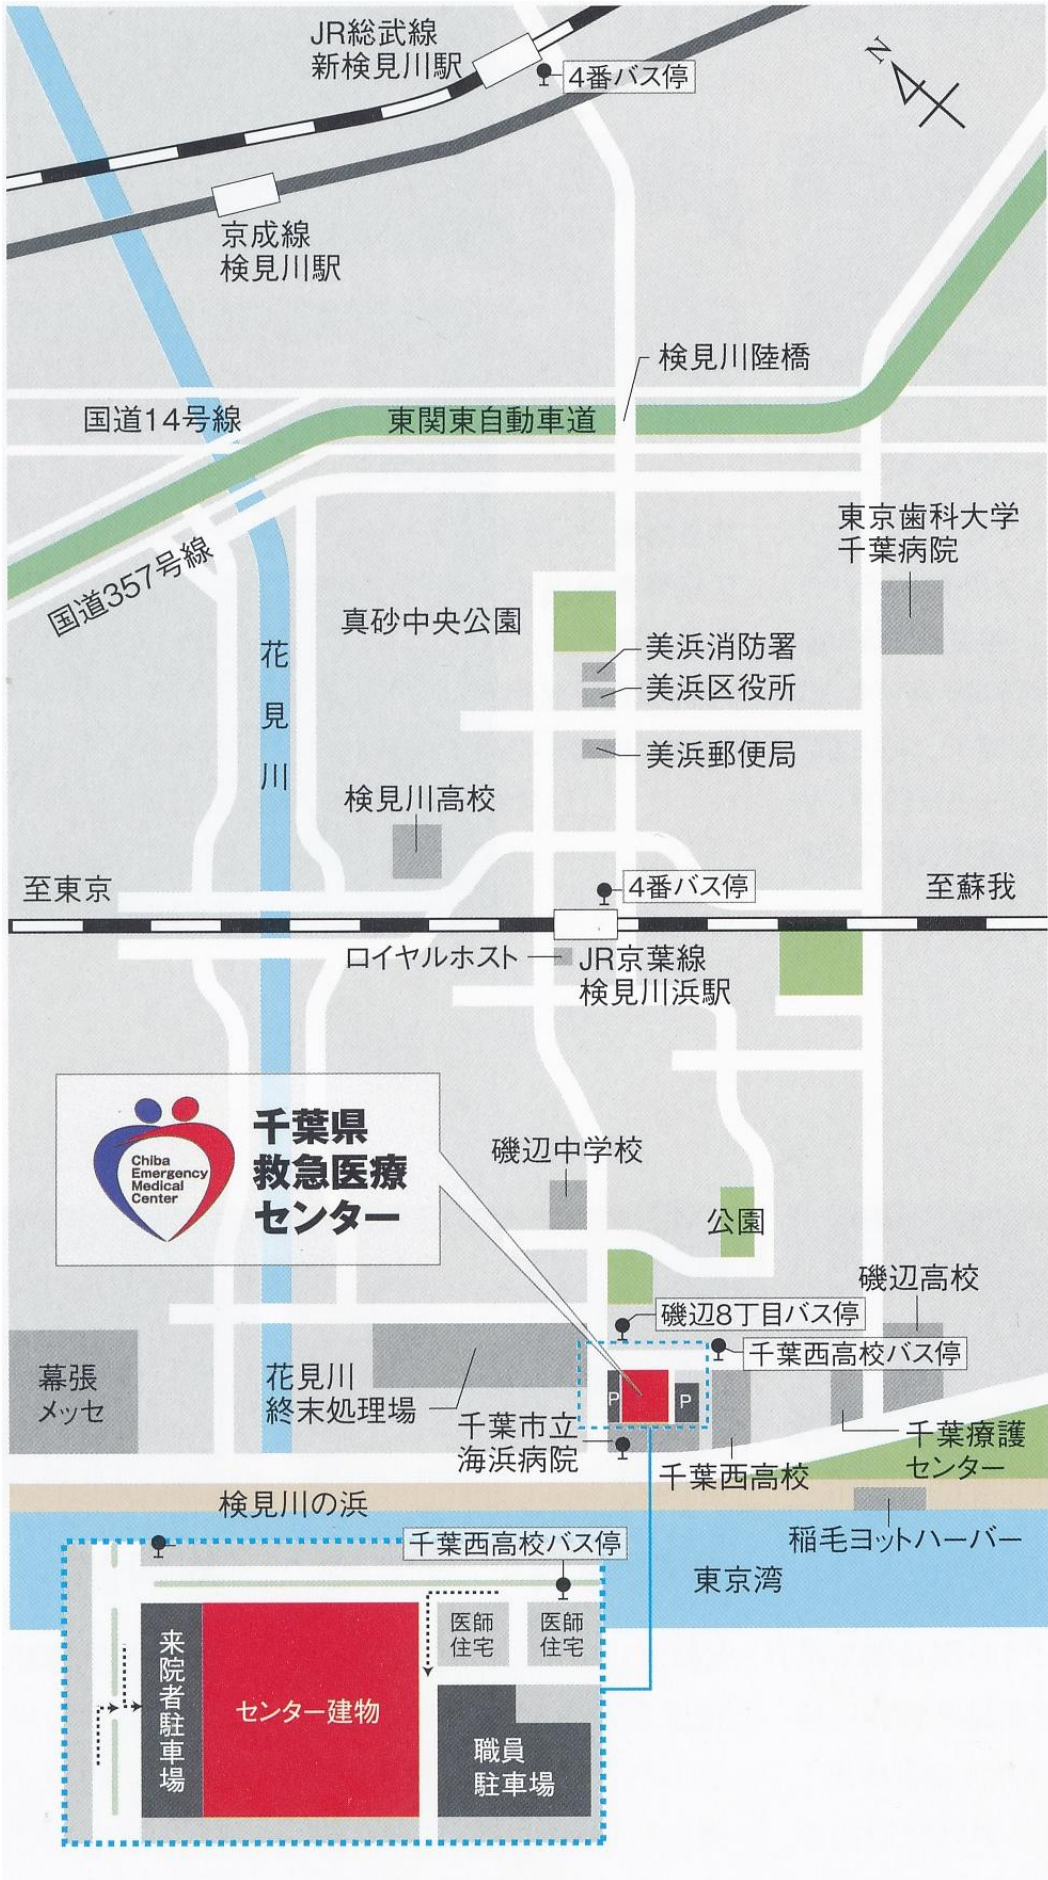 JR総武線
新検見川駅
4番バス停
N
京成線
検見川駅
検見川陸橋
国道14号線
東関東自動車道
東京歯科大学
千葉病院
国道357号線
真砂中央公園
美浜消防署
美浜区役所
花見川
美浜郵便局
検見川高校
至東京
4番バス停
至蘇我
ロイヤルホスト
JR京葉線
検見川浜駅
Chiba
Emergency
Medical
Center
千葉県
救急医療
センター
磯辺中学校
公園
磯辺高校
磯辺8丁目バス停
千葉西高校バス停
幕張
メッセ
花見川
終末処理場
P
P
千葉市立
海浜病院
千葉西高校
千葉療護
センター
検見川の浜
稲毛ヨットハーバー
東京湾
千葉西高校バス停
医師
住宅
医師
住宅
来院者駐車場
センター建物
職員
駐車場